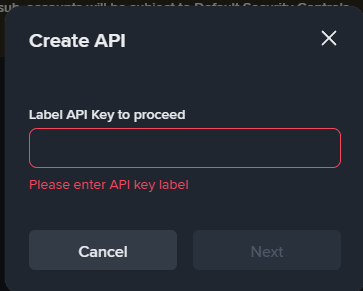 sub-accounts will be subject to Default Security Controls
Create API
Label API Key to proceed
Please enter API key label
Cancel
Next